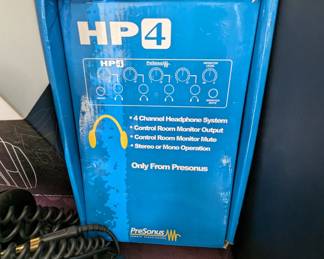 HP4
HP4
PreSonus
• 4 Channel Headphone System
• Control Room Monitor Output
• Control Room Monitor Mute
• Stereo or Mono Operation
Only From Presonus
PreSonus